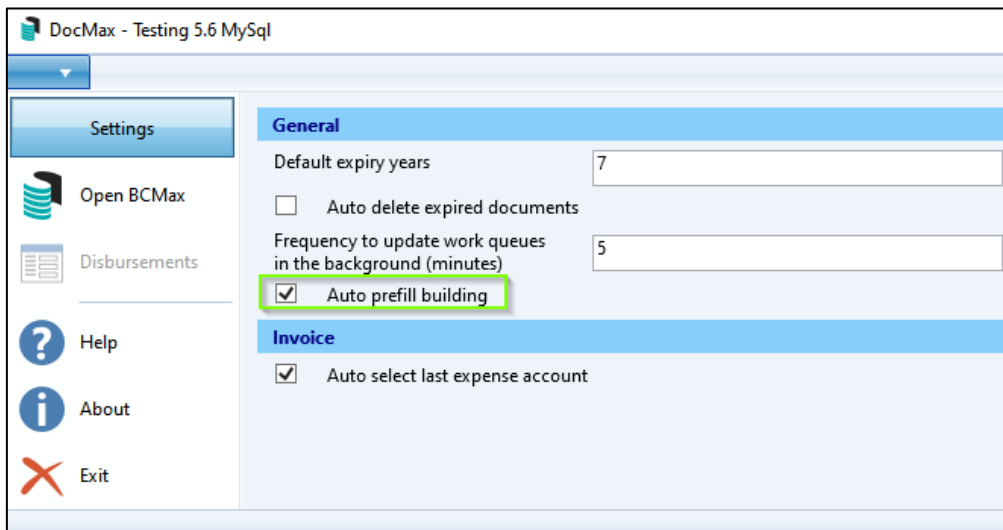 DocMax - Testing 5.6 MySql
Settings
Open BCMax
Disbursements
Help
About
Exit
General
Default expiry years
7
Auto delete expired documents
Frequency to update work queues
in the background (minutes)
5
Auto prefill building
Invoice
Auto select last expense account